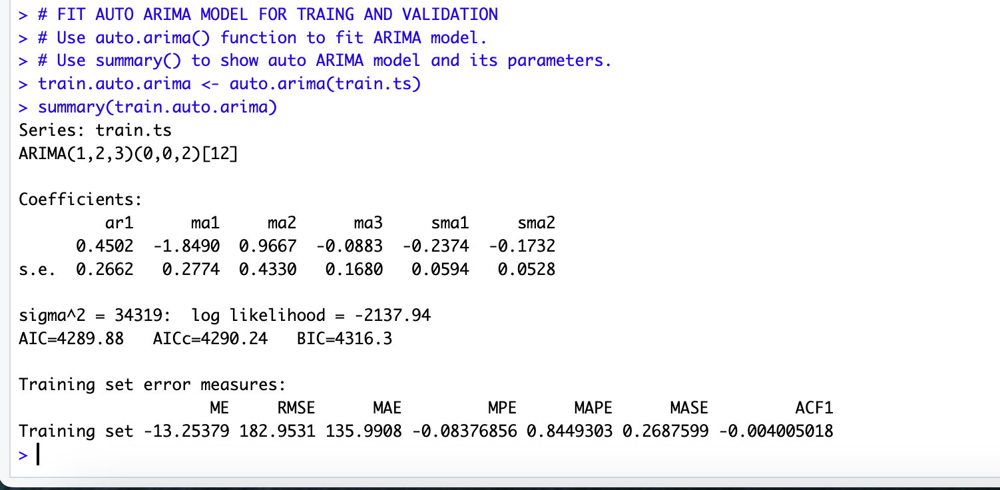 > # FIT AUTO ARIMA MODEL FOR TRAING AND VALIDATION
> # Use auto.arima() function to fit ARIMA model.
> # Use summary() to show auto ARIMA model and its parameters.
> train.auto.arima <- auto.arima(train.ts)
> summary(train.auto.arima)
Series: train.ts
ARIMA(1,2,3)(0,0,2)[12]
Coefficients:
         ar1      ma1     ma2      ma3     sma1     sma2
      0.4502  -1.8490  0.9667  -0.0883  -0.2374  -0.1732
s.e.  0.2662   0.2774  0.4330   0.1680   0.0594   0.0528
sigma^2 = 34319:  log likelihood = -2137.94
AIC=4289.88   AICc=4290.24   BIC=4316.3
Training set error measures:
                    ME     RMSE      MAE         MPE      MAPE      MASE         ACF1
Training set -13.25379 182.9531 135.9908 -0.08376856 0.8449303 0.2687599 -0.004005018
>